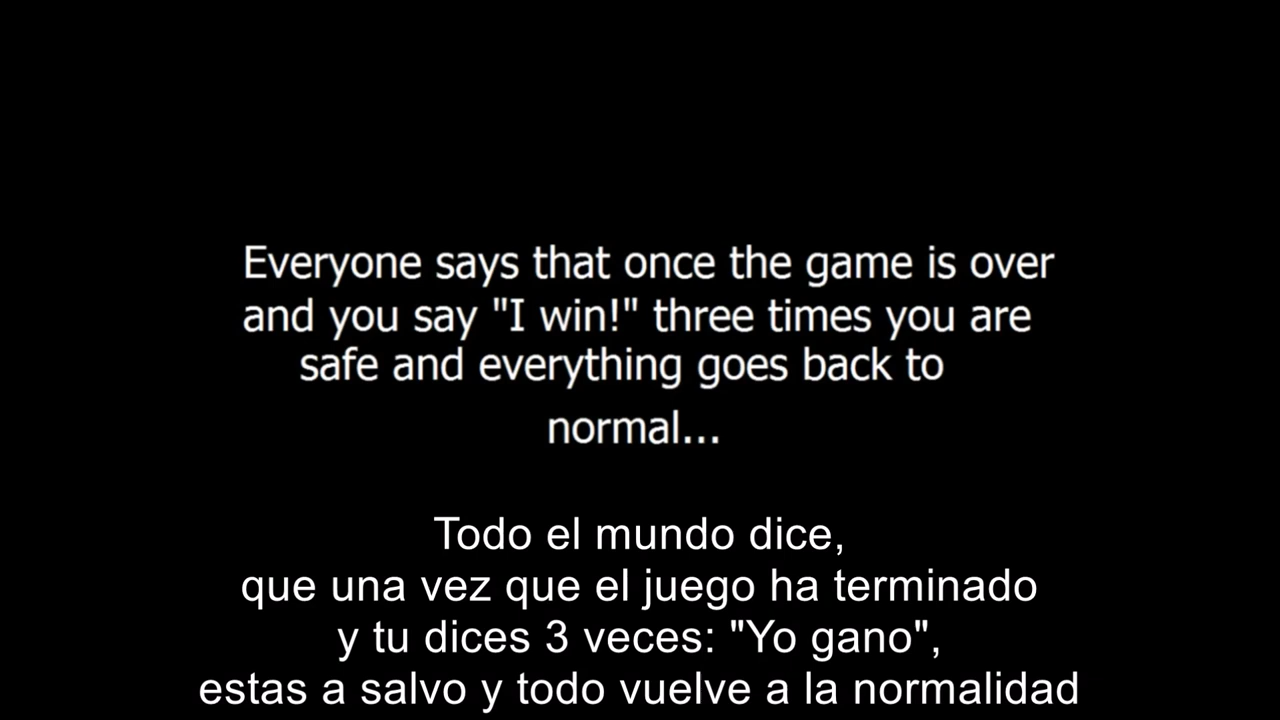 Everyone says that once the game is over
and you say "I win!" three times you are
safe and everything goes back to
normal...
Todo el mundo dice,
que una vez que el juego ha terminado
y tu dices 3 veces: "Yo gano",
estas a salvo y todo vuelve a la normalidad